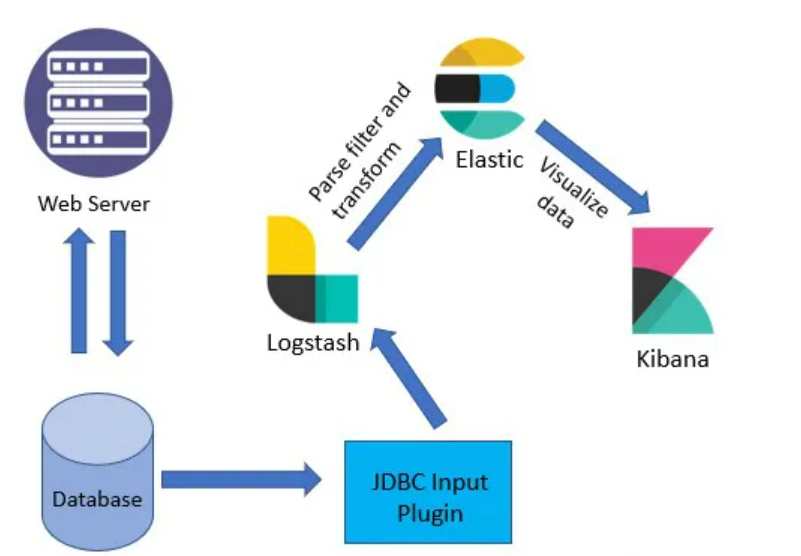 Web Server
Parse filter and
transform
Elastic
Visualize
data
Logstash
Kibana
Database
JDBC Input
Plugin